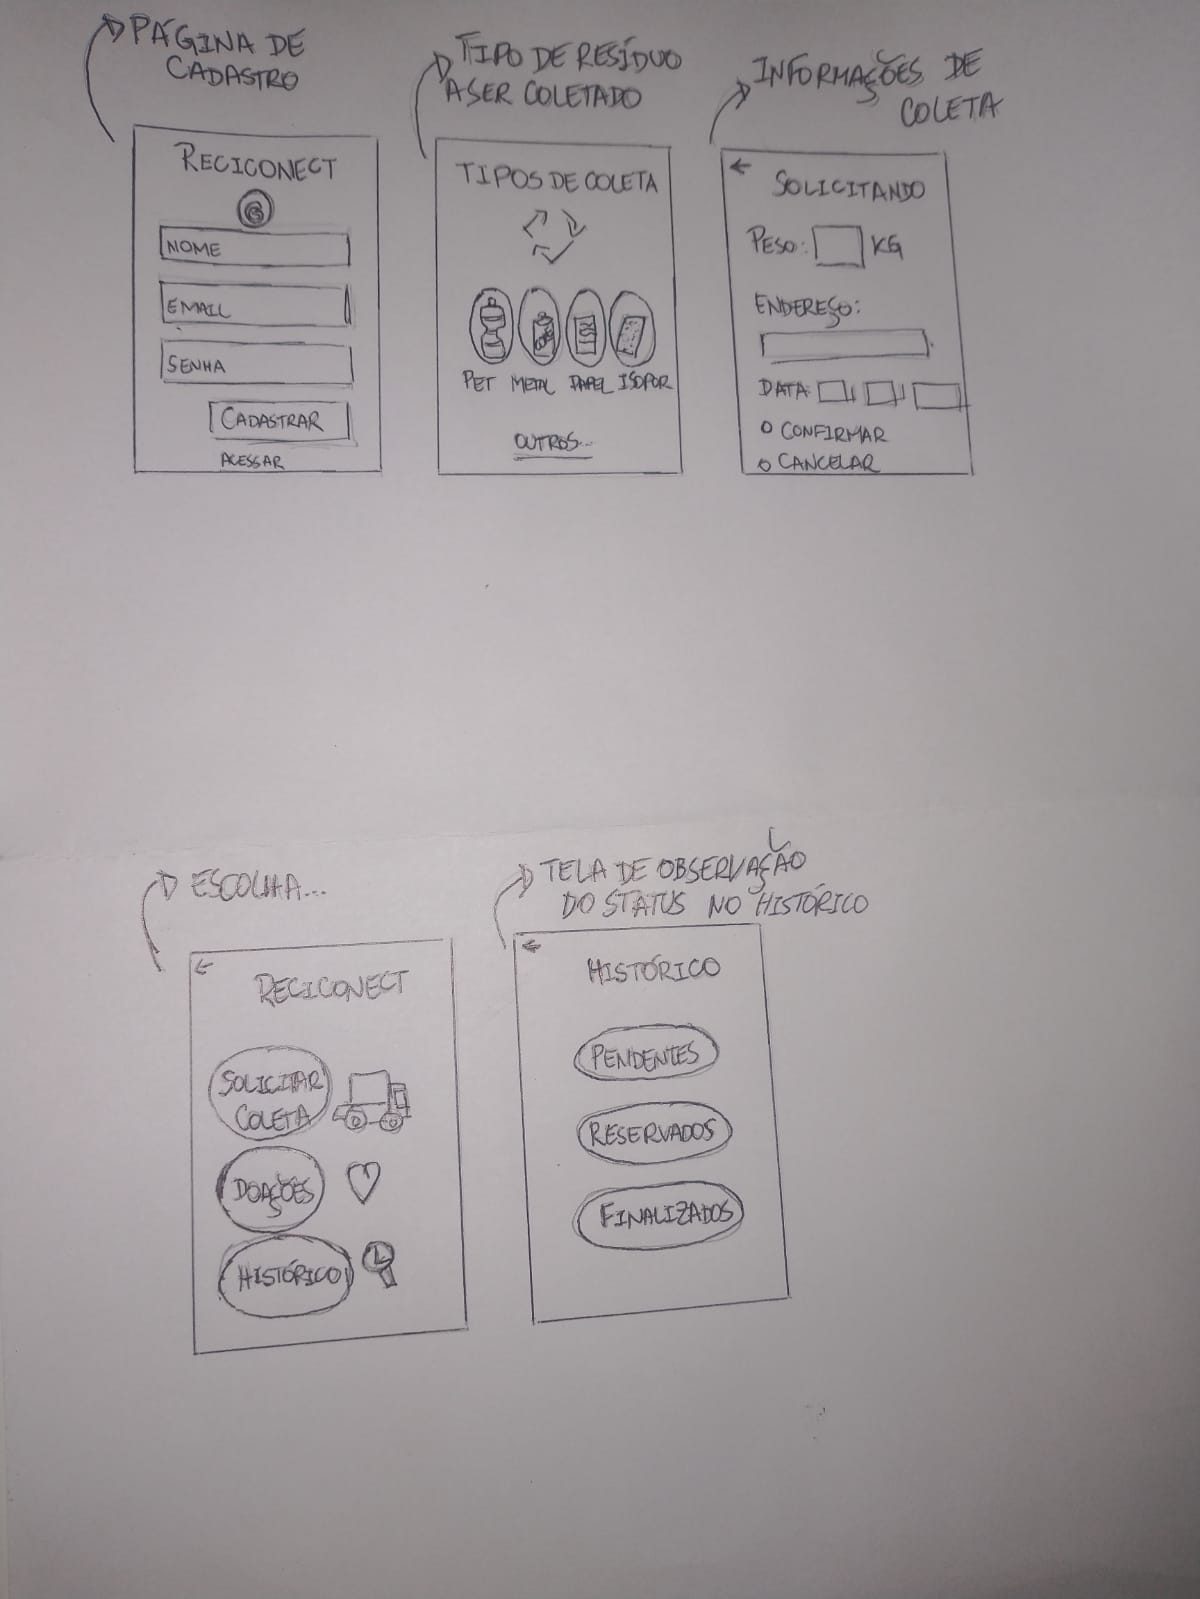 PÁGINA DE
CADASTRO
RECICONECT
NOME
EMAIL
SENHA
CADASTRAR
ACESSAR
TIPO DE RESÍDUO
A SER COLETADO
TIPOS DE COLETA
PET METAL PAPEL ISOPOR
OUTROS...
INFORMAÇÕES DE
COLETA
←
SOLICITANDO
PESO: KG
ENDEREÇO:
DATA: / /
CONFIRMAR
CANCELAR
ESCOLHA...
←
RECICONECT
SOLICITAR
COLETA
DOAÇÕES
HISTÓRICO
TELA DE OBSERVAÇÃO
DO STATUS NO HISTÓRICO
←
HISTÓRICO
PENDENTES
RESERVADOS
FINALIZADOS